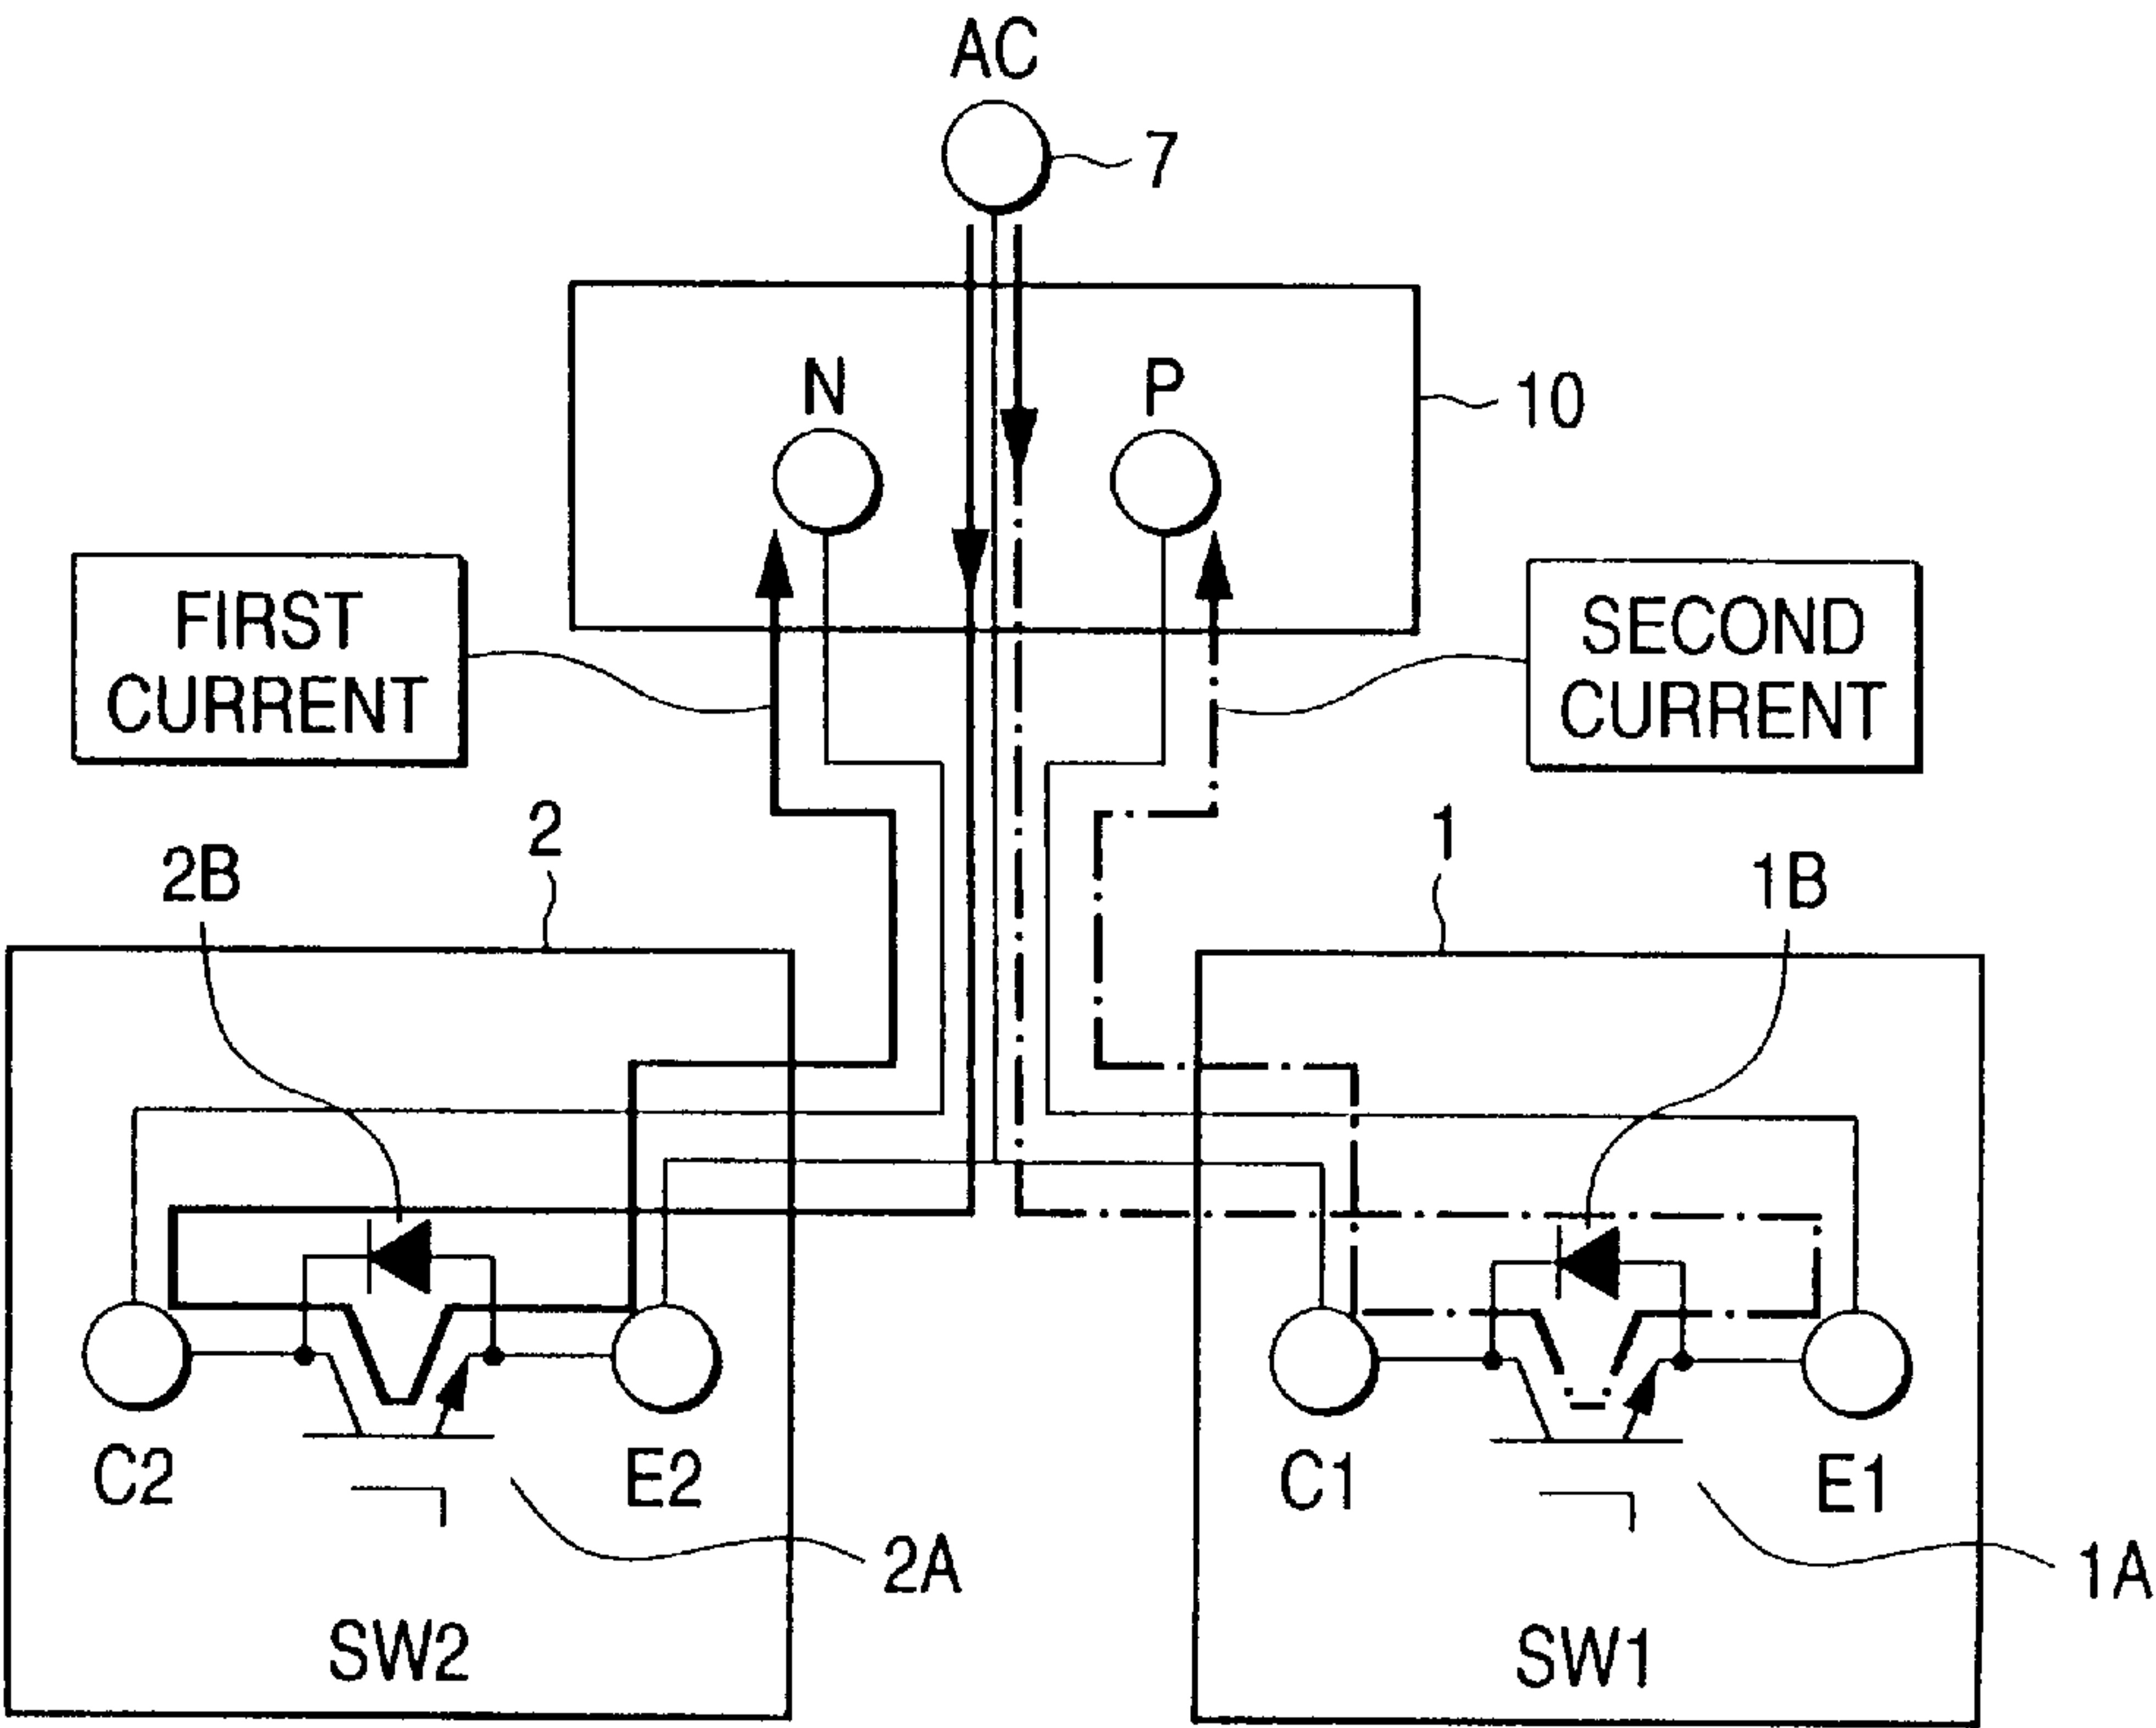 AC
7
N
P
10
FIRST
CURRENT
SECOND
CURRENT
2B
2
1
1B
C2
E2
C1
E1
2A
1A
SW2
SW1